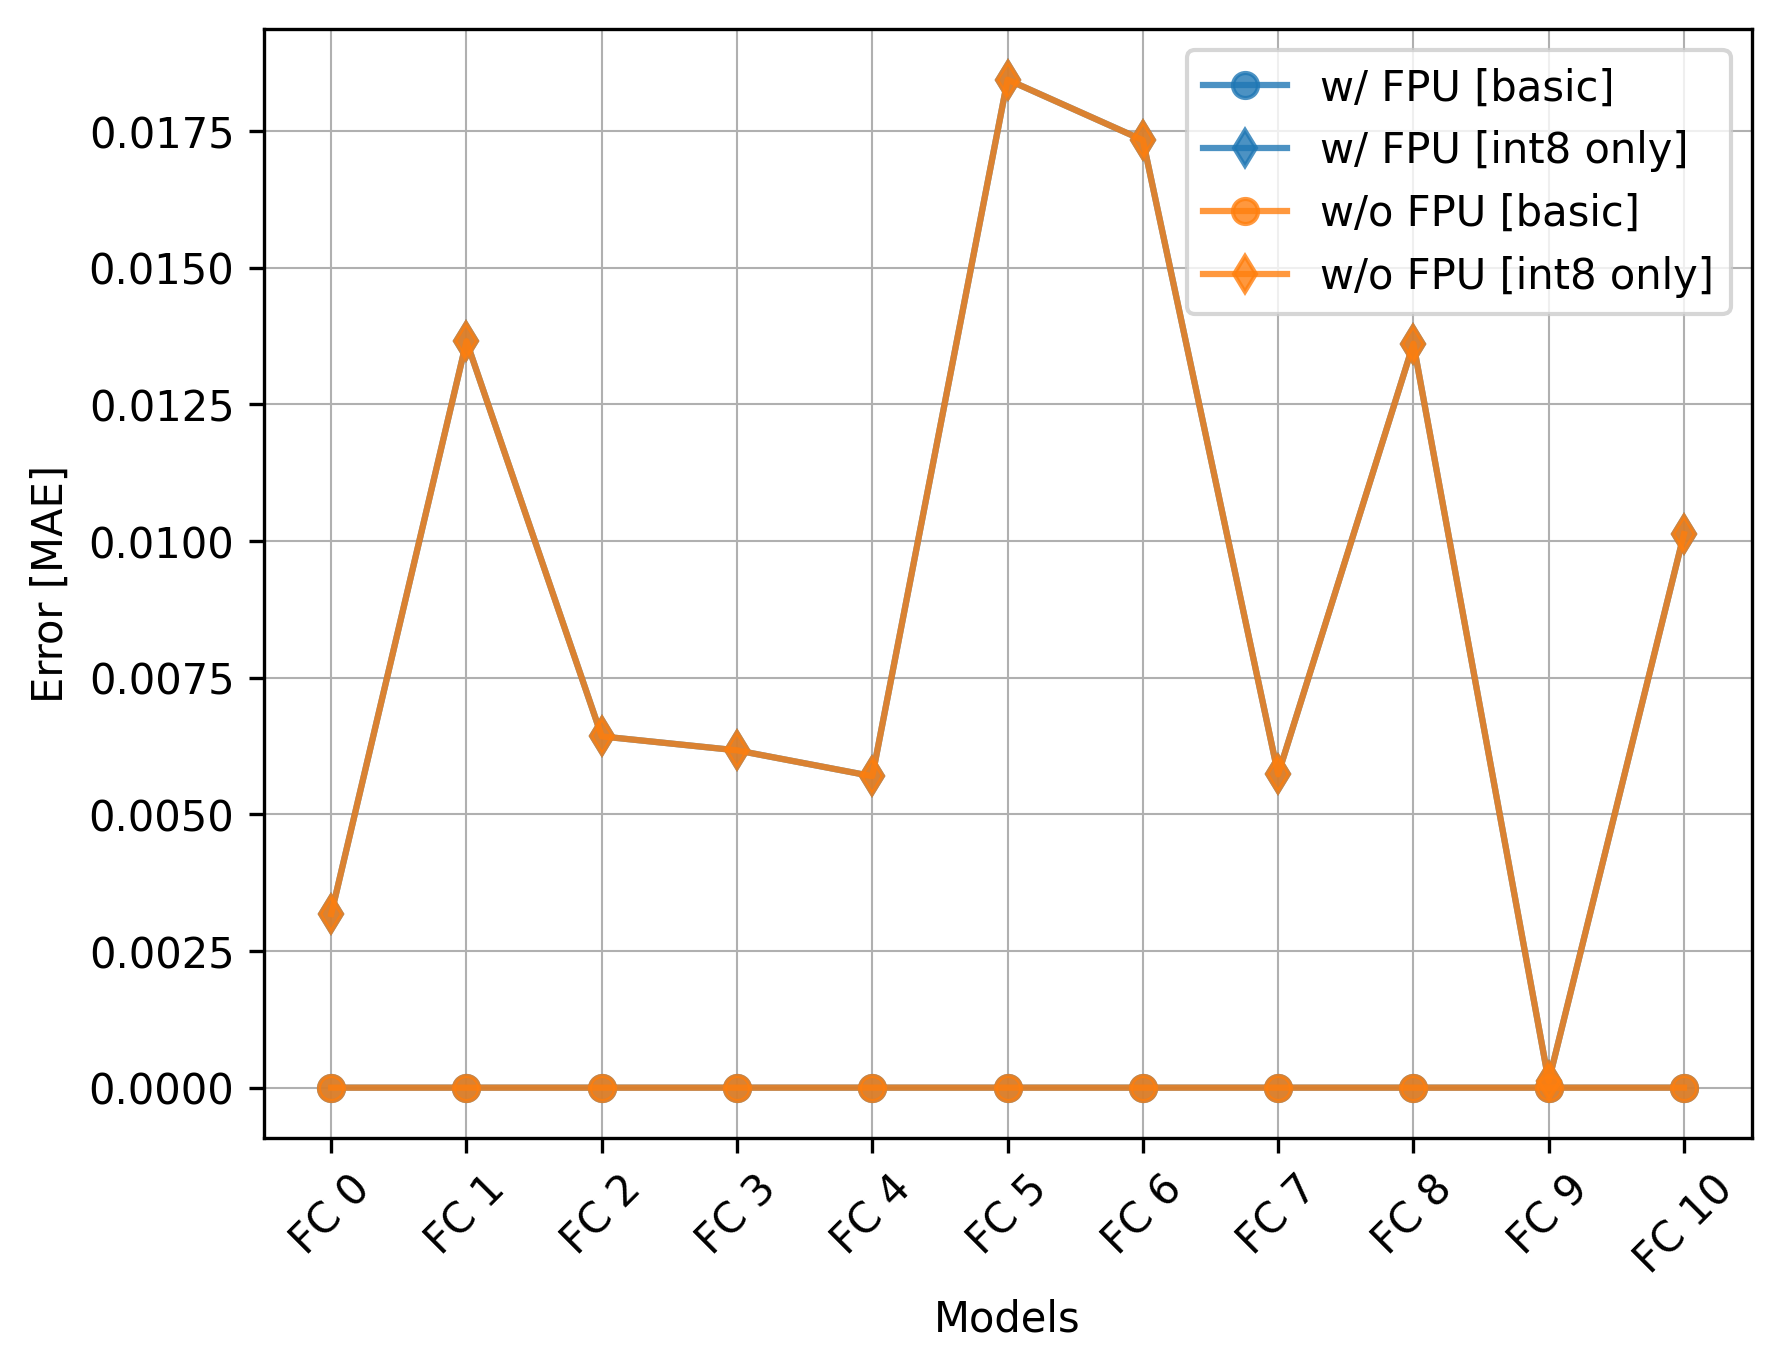 w/ FPU [basic]
w/ FPU [int8 only]
w/o FPU [basic]
w/o FPU [int8 only]
0.0175
0.0150
0.0125
0.0100
0.0075
0.0050
0.0025
0.0000
Error [MAE]
FC 0
FC 1
FC 2
FC 3
FC 4
FC 5
FC 6
FC 7
FC 8
FC 9
FC 10
Models